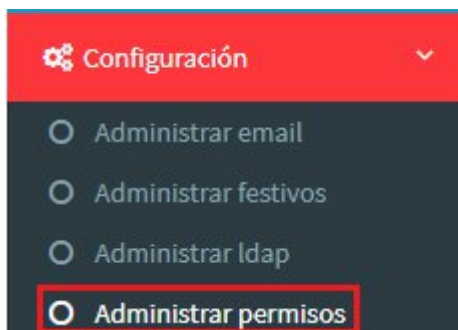 Configuración
Administrar email
Administrar festivos
Administrar ldap
Administrar permisos